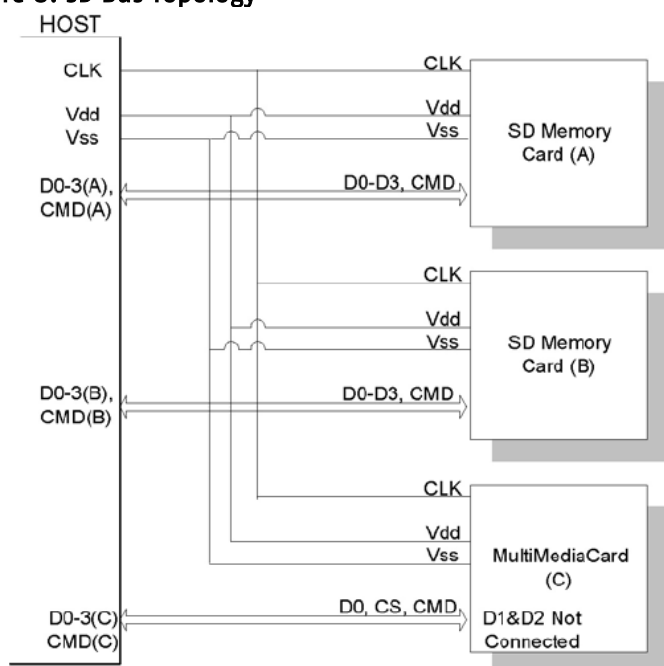 HOST
CLK
Vdd
Vss
D0-3(A),
CMD(A)
CLK
Vdd
Vss
D0-D3, CMD
SD Memory
Card (A)
D0-3(B),
CMD(B)
CLK
Vdd
Vss
D0-D3, CMD
SD Memory
Card (B)
D0-3(C)
CMD(C)
CLK
Vdd
Vss
D0, CS, CMD
MultiMediaCard
(C)
D1&D2 Not
Connected